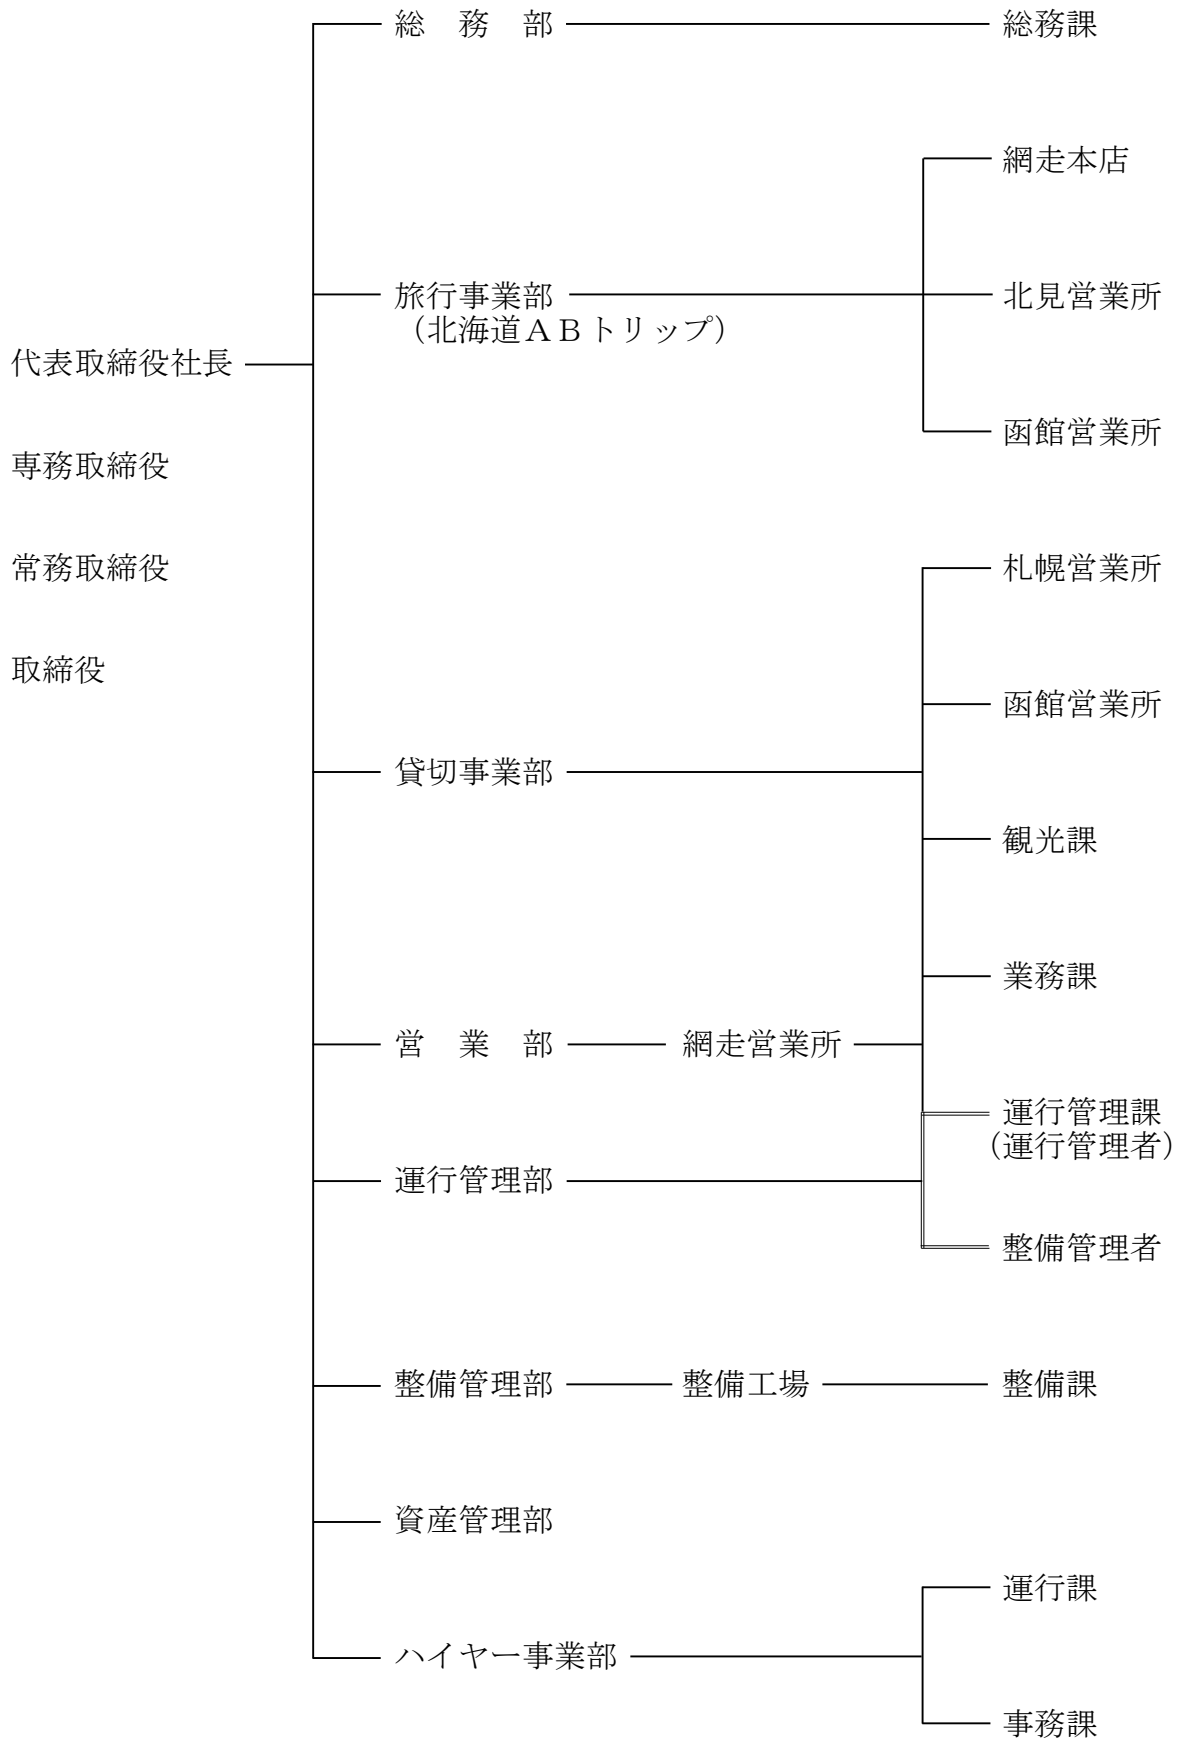 総　務　部
総務課
網走本店
旅行事業部
（北海道ＡＢトリップ）
北見営業所
代表取締役社長
函館営業所
専務取締役
常務取締役
札幌営業所
取締役
函館営業所
貸切事業部
観光課
業務課
営　業　部
網走営業所
運行管理課
（運行管理者）
運行管理部
整備管理者
整備管理部
整備工場
整備課
資産管理部
運行課
ハイヤー事業部
事務課